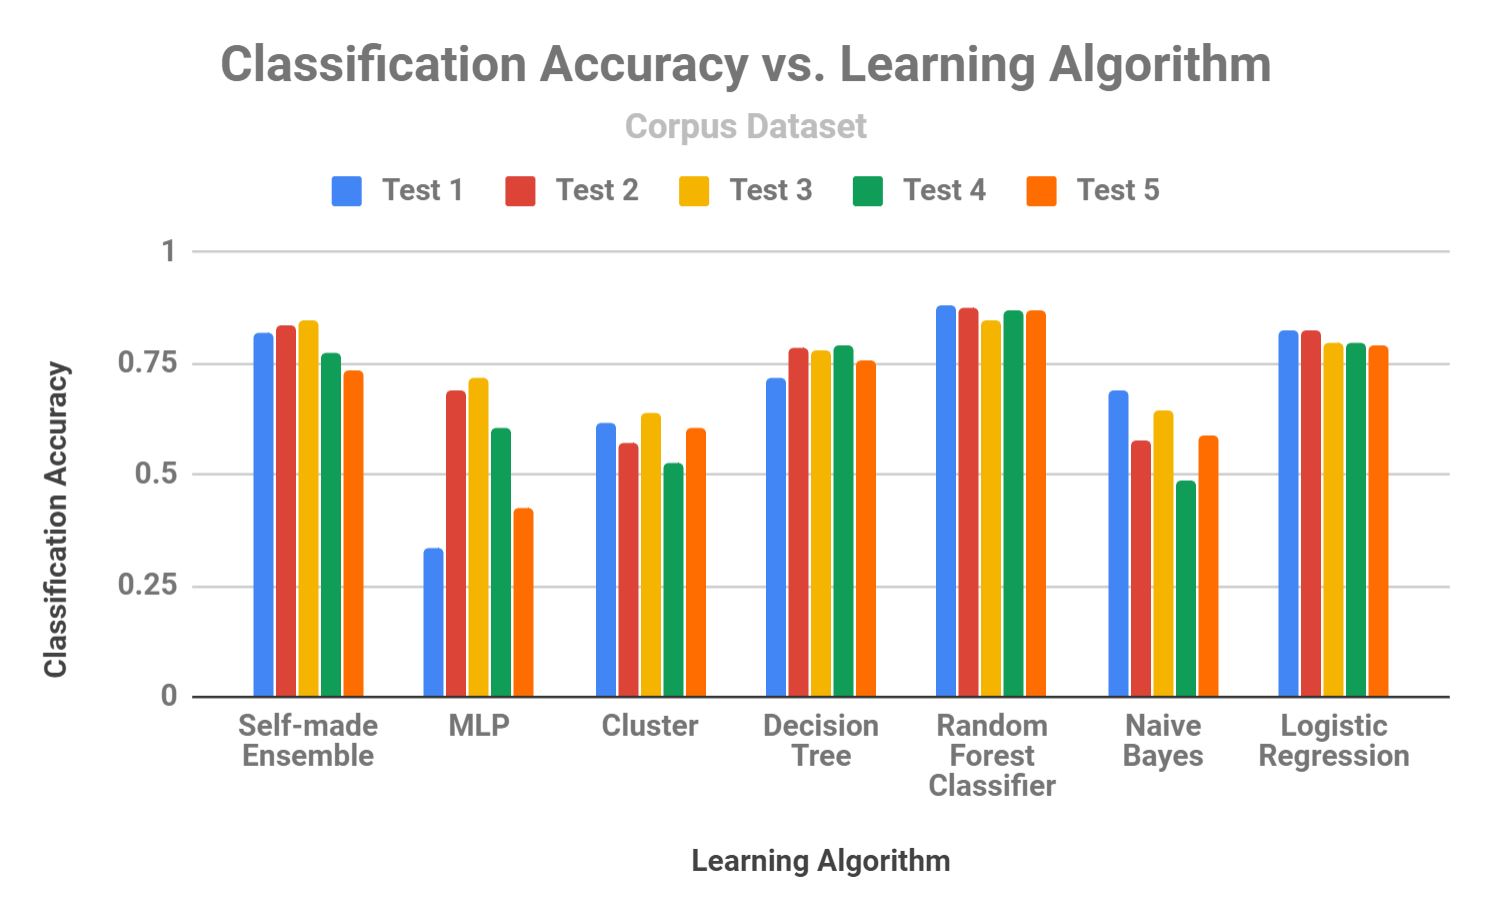 Classification Accuracy vs. Learning Algorithm
Corpus Dataset
Test 1 Test 2 Test 3 Test 4 Test 5
Classification Accuracy
1
0.75
0.5
0.25
0
Self-made
Ensemble
MLP
Cluster
Decision
Tree
Random
Forest
Classifier
Naive
Bayes
Logistic
Regression
Learning Algorithm